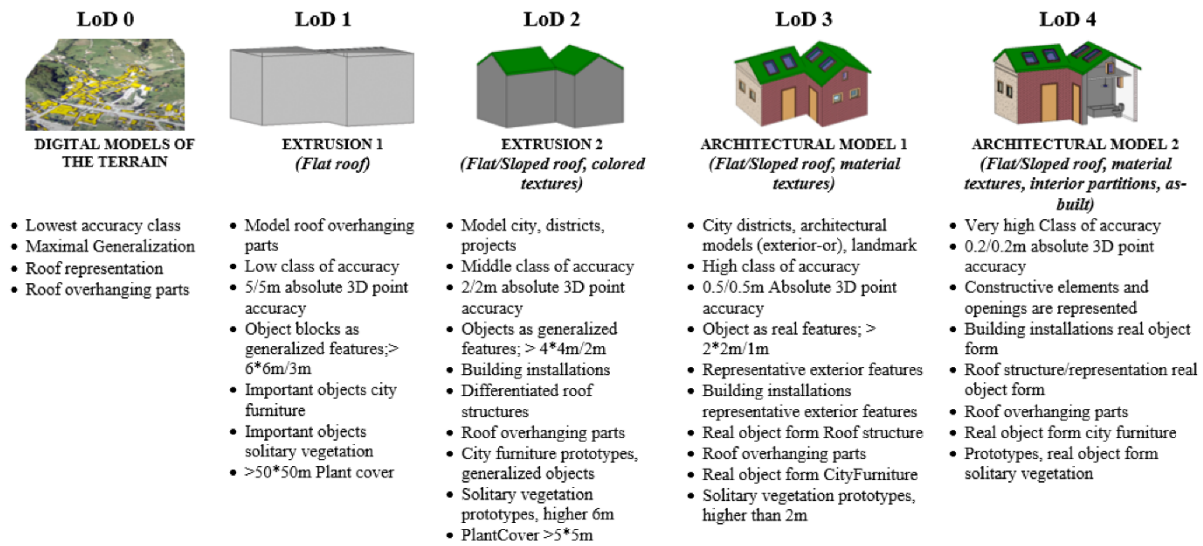 LoD 0
DIGITAL MODELS OF
THE TERRAIN
• Lowest accuracy class
• Maximal Generalization
• Roof representation
• Roof overhanging parts
LoD 1
EXTRUSION 1
(Flat roof)
• Model roof overhanging
parts
• Low class of accuracy
• 5/5m absolute 3D point
accuracy
• Object blocks as
generalized features;>
6*6m/3m
• Important objects city
furniture
• Important objects
solitary vegetation
• >50*50m Plant cover
LoD 2
EXTRUSION 2
(Flat/Sloped roof, colored
textures)
• Model city, districts,
projects
• Middle class of accuracy
• 2/2m absolute 3D point
accuracy
• Objects as generalized
features; > 4*4m/2m
• Building installations
• Differentiated roof
structures
• Roof overhanging parts
• City furniture prototypes,
generalized objects
• Solitary vegetation
prototypes, higher 6m
• PlantCover >5*5m
LoD 3
ARCHITECTURAL MODEL 1
(Flat/Sloped roof, material
textures)
• City districts, architectural
models (exterior-or), landmark
• High class of accuracy
• 0.5/0.5m Absolute 3D point
accuracy
• Object as real features; >
2*2m/1m
• Representative exterior features
• Building installations
representative exterior features
• Real object form Roof structure
• Roof overhanging parts
• Real object form CityFurniture
• Solitary vegetation prototypes,
higher than 2m
LoD 4
ARCHITECTURAL MODEL 2
(Flat/Sloped roof, material
textures, interior partitions, as-
built)
• Very high Class of accuracy
• 0.2/0.2m absolute 3D point
accuracy
• Constructive elements and
openings are represented
• Building installations real object
form
• Roof structure/representation real
object form
• Roof overhanging parts
• Real object form city furniture
• Prototypes, real object form
solitary vegetation